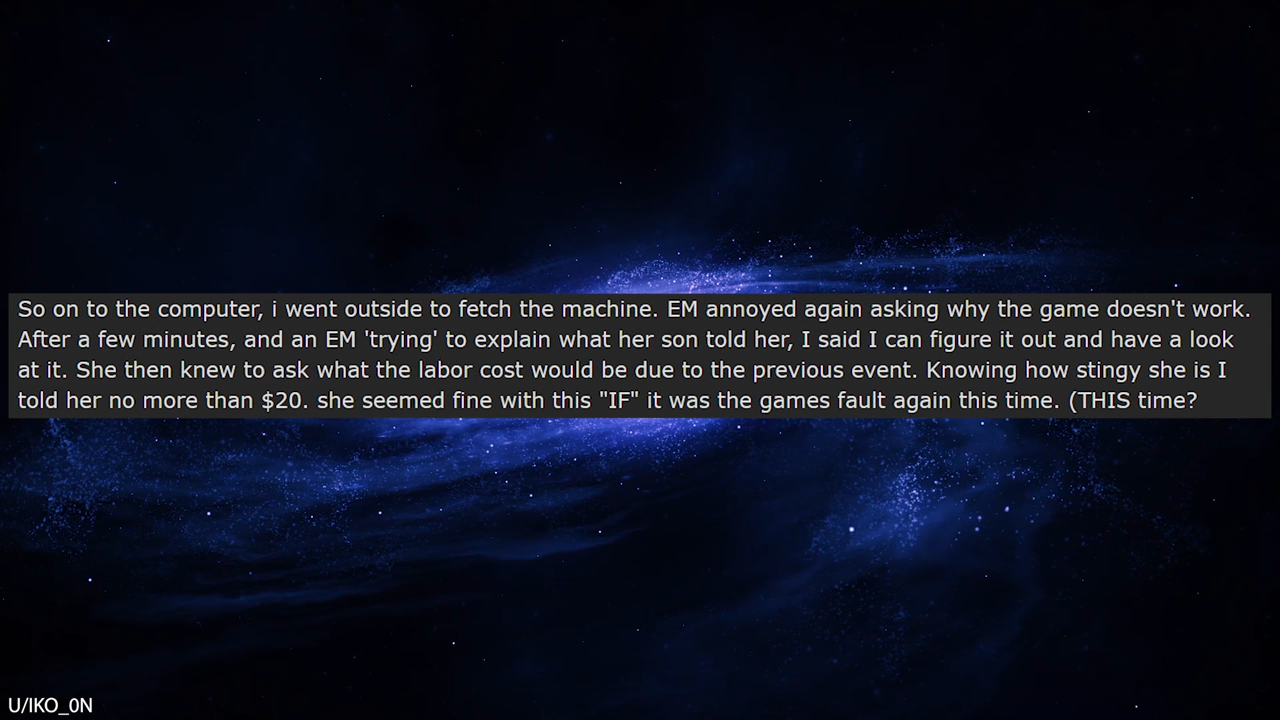 So on to the computer, i went outside to fetch the machine. EM annoyed again asking why the game doesn't work.
After a few minutes, and an EM 'trying' to explain what her son told her, I said I can figure it out and have a look
at it. She then knew to ask what the labor cost would be due to the previous event. Knowing how stingy she is I
told her no more than $20. she seemed fine with this "IF" it was the games fault again this time. (THIS time?
U/IKO_0N